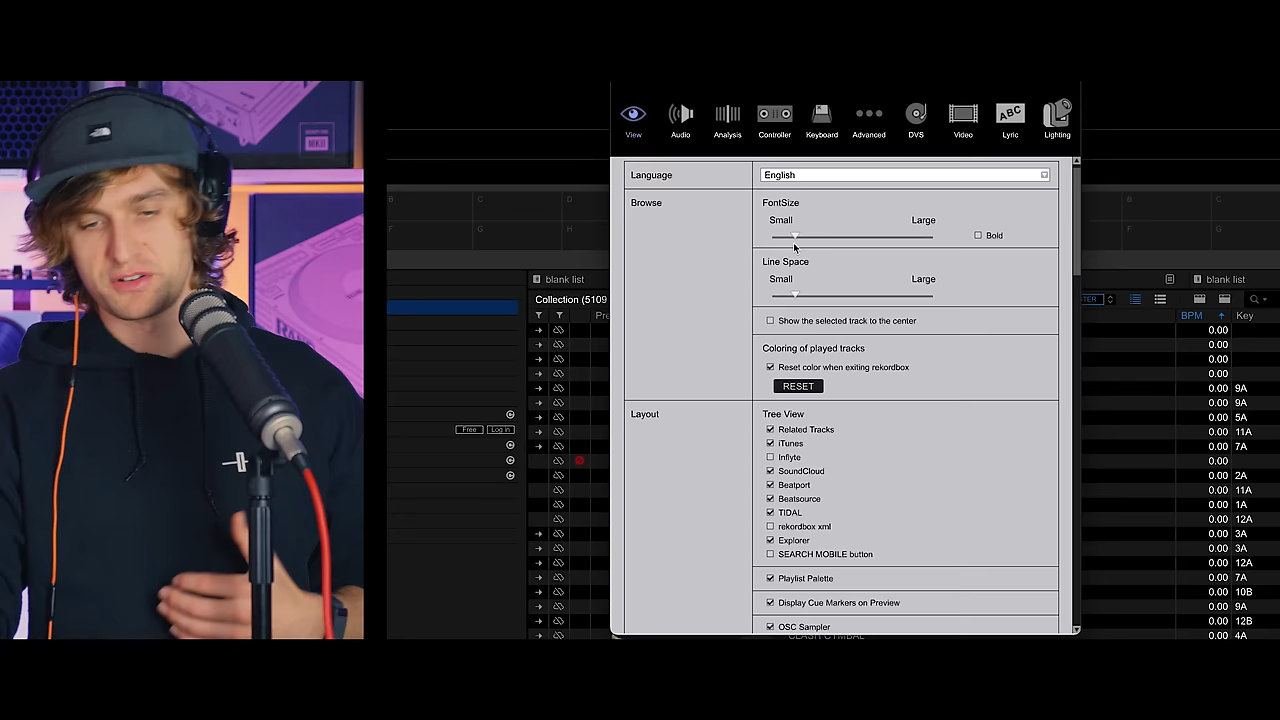 View
Audio
Analysis
Controller
Keyboard
Advanced
DVS
Video
Lyric
Lighting
ABC
MKII
Language
English
Browse
FontSize
Small Large
Bold
Line Space
Small Large
Show the selected track to the center
Coloring of played tracks
Reset color when exiting rekordbox
RESET
Layout
Tree View
Related Tracks
iTunes
Inflyte
SoundCloud
Beatport
Beatsource
TIDAL
rekordbox xml
Explorer
SEARCH MOBILE button
Playlist Palette
Display Cue Markers on Preview
OSC Sampler
CLASH CYMBAL
B C D
F G H
B C
F G
blank list
Collection (5109
Pre
Free Log in
blank list
TER
BPM Key
0.00
0.00
0.00
0.00
0.00 9A
0.00 9A
0.00 5A
0.00 11A
0.00 7A
0.00
0.00 2A
0.00 11A
0.00 1A
0.00 12A
0.00 3A
0.00 3A
0.00 12A
0.00 7A
0.00 10B
0.00 9A
0.00 12B
0.00 4A